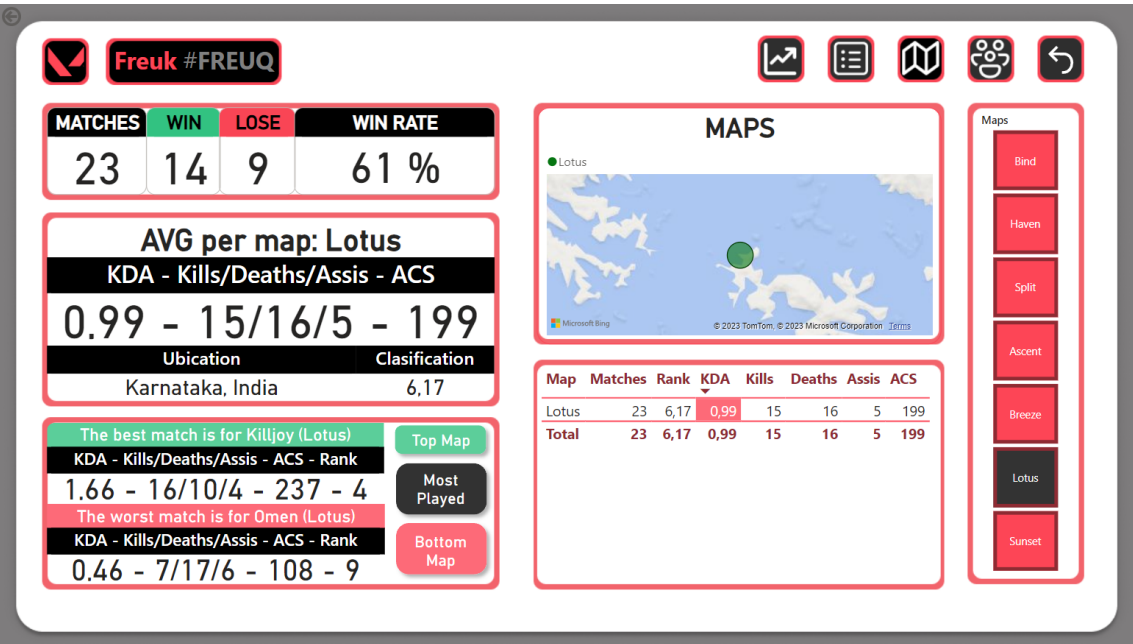 Freuk #FREUQ
MATCHES WIN LOSE WIN RATE
23 14 9 61 %
AVG per map: Lotus
KDA - Kills/Deaths/Assis - ACS
0.99 - 15/16/5 - 199
Ubication Clasification
Karnataka, India 6,17
The best match is for Killjoy (Lotus)
KDA - Kills/Deaths/Assis - ACS - Rank
1.66 - 16/10/4 - 237 - 4
The worst match is for Omen (Lotus)
KDA - Kills/Deaths/Assis - ACS - Rank
0.46 - 7/17/6 - 108 - 9
Top Map
Most
Played
Bottom
Map
MAPS
Lotus
Microsoft Bing
© 2023 TomTom, © 2023 Microsoft Corporation Terms
Map Matches Rank KDA Kills Deaths Assis ACS
Lotus 23 6,17 0,99 15 16 5 199
Total 23 6,17 0,99 15 16 5 199
Maps
Bind
Haven
Split
Ascent
Breeze
Lotus
Sunset